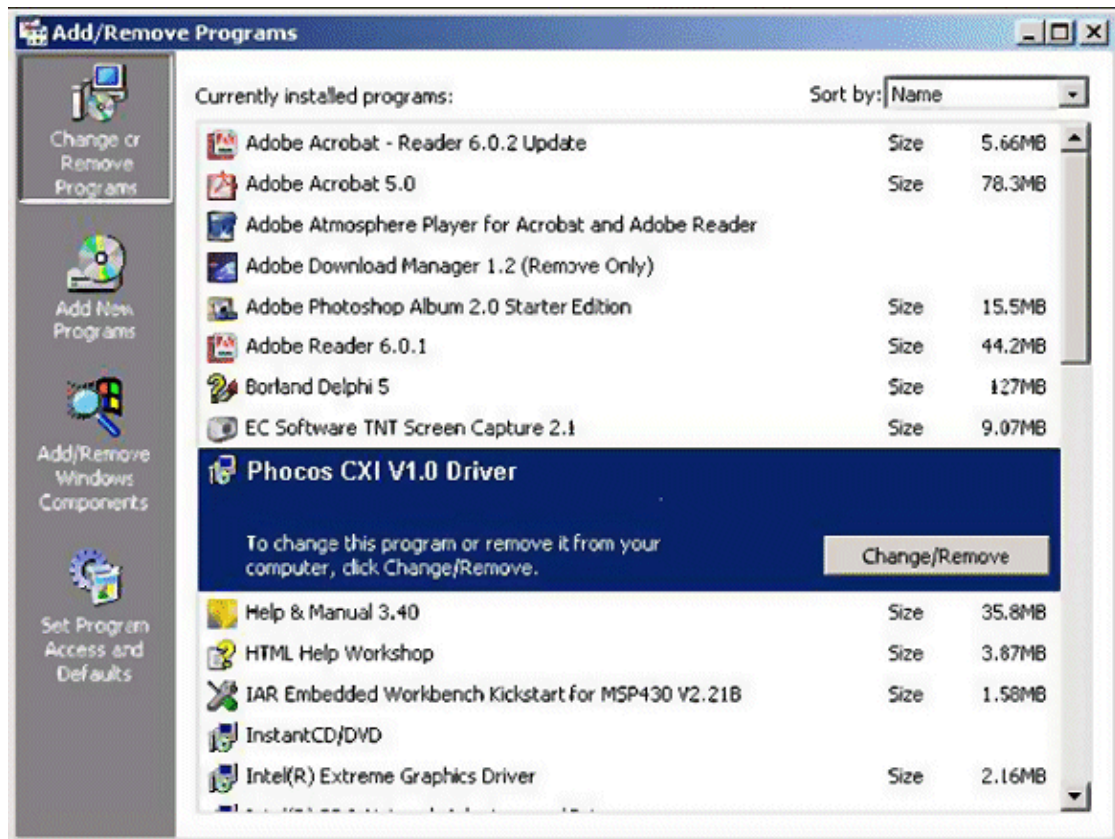 Add/Remove Programs
Change or
Remove
Programs
Add New
Programs
Add/Remove
Windows
Components
Set Program
Access and
Defaults
Currently installed programs:
Sort by: Name
Adobe Acrobat - Reader 6.0.2 Update Size 5.66MB
Adobe Acrobat 5.0 Size 78.3MB
Adobe Atmosphere Player for Acrobat and Adobe Reader
Adobe Download Manager 1.2 (Remove Only)
Adobe Photoshop Album 2.0 Starter Edition Size 15.5MB
Adobe Reader 6.0.1 Size 44.2MB
Borland Delphi 5 Size 127MB
EC Software TNT Screen Capture 2.1 Size 9.07MB
Phocos CXI V1.0 Driver
To change this program or remove it from your
computer, click Change/Remove.
Change/Remove
Help & Manual 3.40 Size 35.8MB
HTML Help Workshop Size 3.87MB
IAR Embedded Workbench Kickstart for MSP430 V2.21B Size 1.58MB
InstantCD/DVD
Intel(R) Extreme Graphics Driver Size 2.16MB